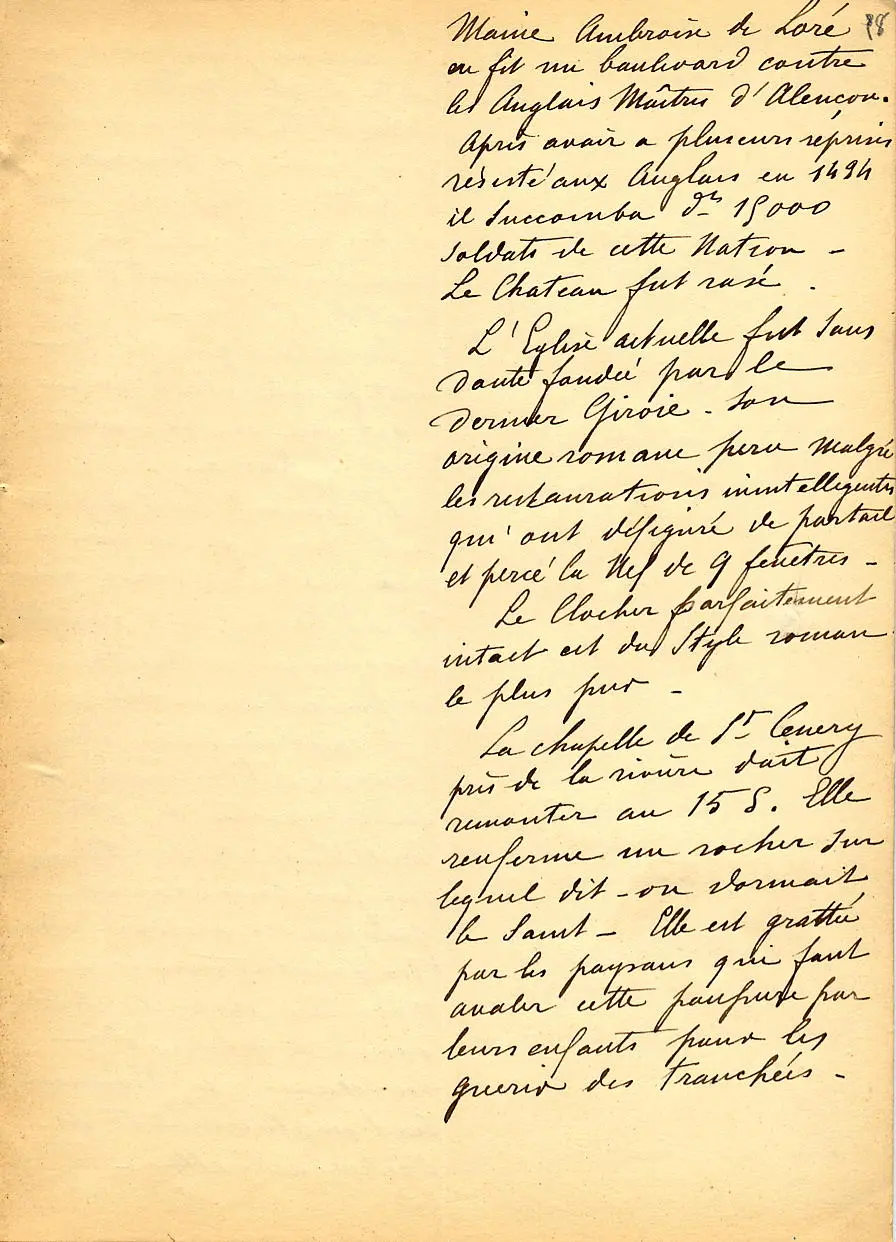 Maine Ambroise de Loré 98
en fit un boulevard contre
les Anglais Maîtres d'Alençon.
Après avoir a plusieurs reprises
résisté aux Anglais en 1494
il succomba dt 15000
soldats de cette Nation -
Le Chateau fut rasé.
L'Eglise actuelle fut sans
doute fondée par le
dernier Giroie - Son
origine romane perce Malgré
les restaurations inintelligentes
qui ont défiguré le portail
et percé la Nef de 9 fenêtres -
Le Clocher parfaitement
intact est du Style roman
le plus pur -
La chapelle de St Cenery
près de la rivière doit
remonter au 15 S. Elle
renferme un rocher sur
lequel dit-on dormait
le Saint - Elle est grattée
par les paysans qui font
avaler cette poussière par
leurs enfants pour les
guerir des tranchées -